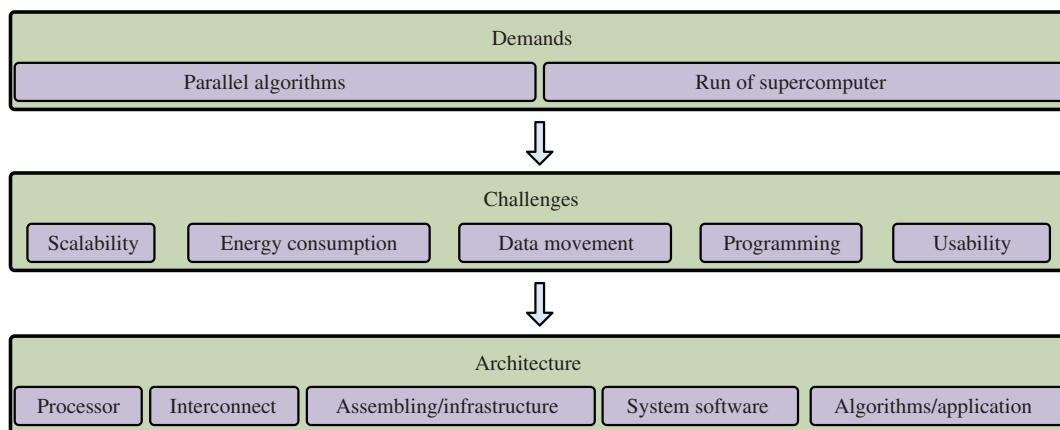 Demands
Parallel algorithms Run of supercomputer
Challenges
Scalability Energy consumption Data movement Programming Usability
Architecture
Processor Interconnect Assembling/infrastructure System software Algorithms/application